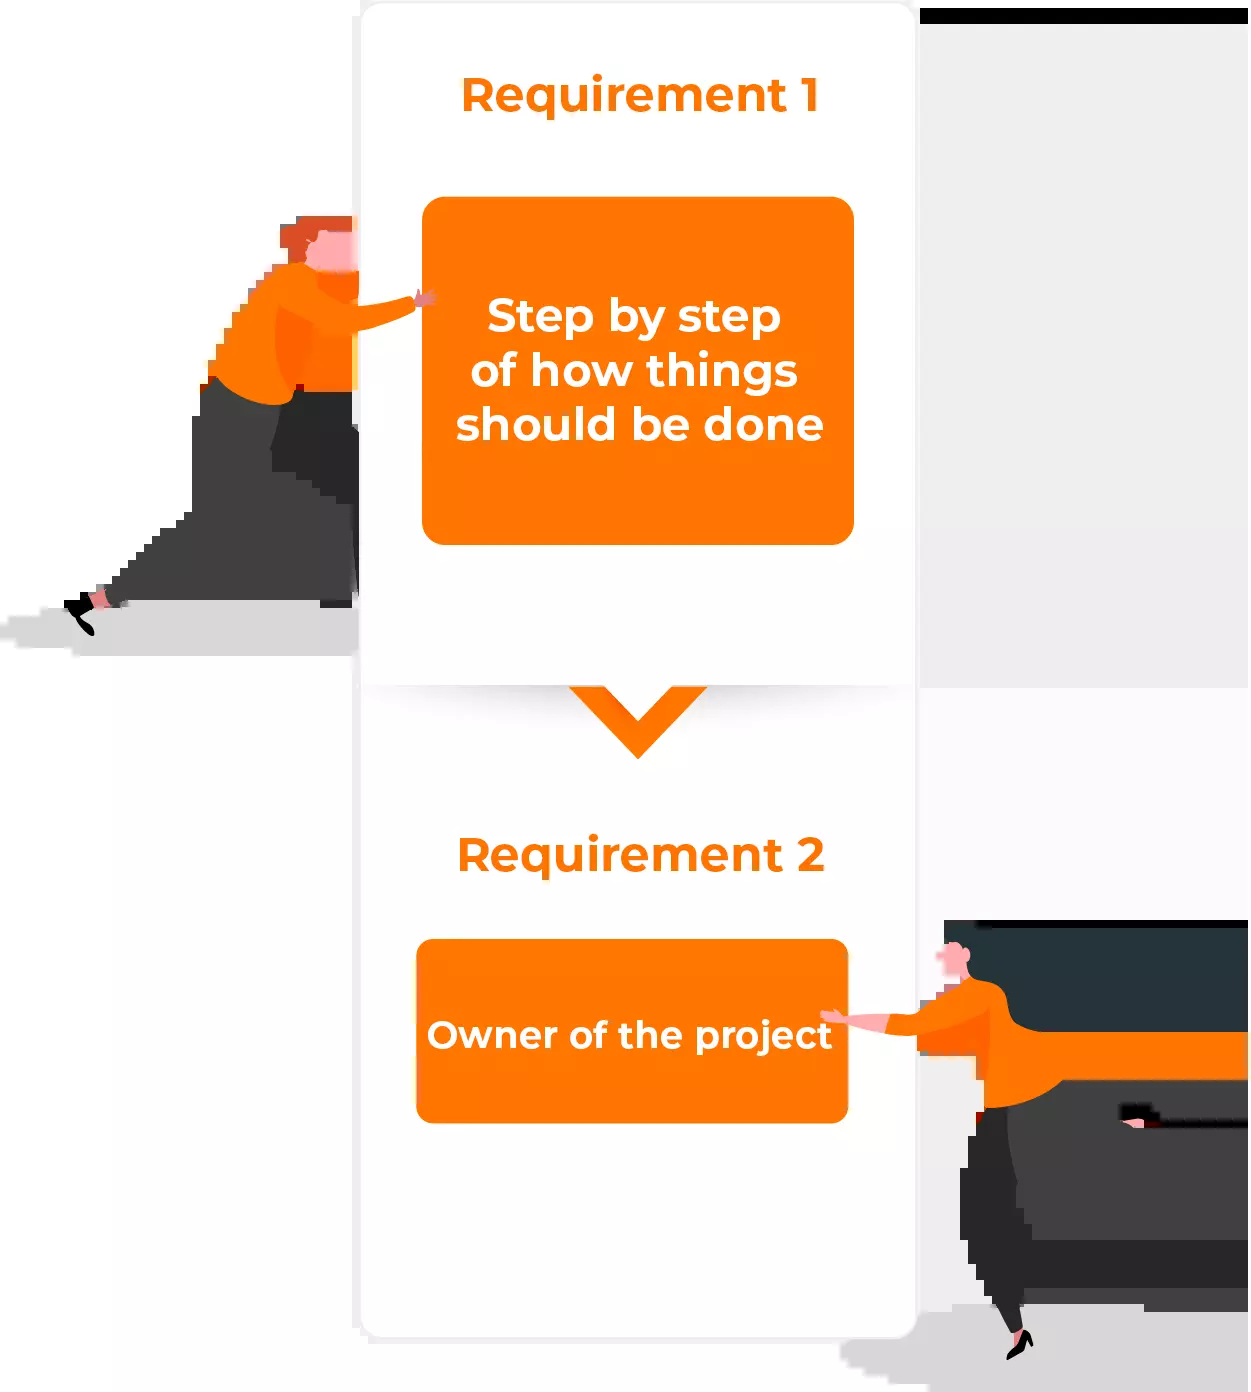 Requirement 1
Step by step
of how things
should be done
Requirement 2
Owner of the project